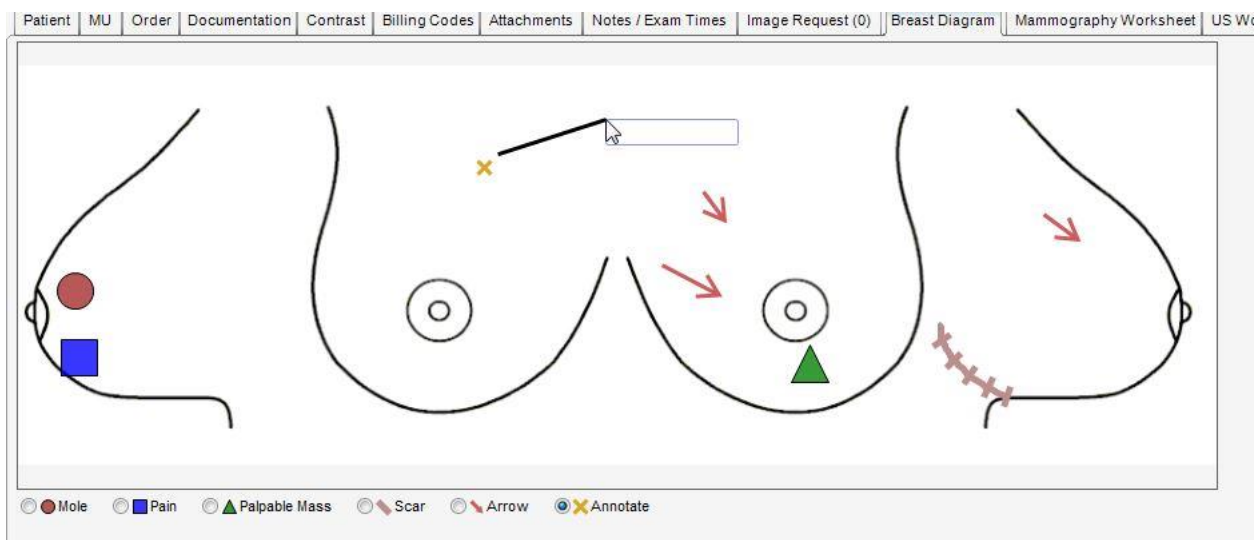 Patient MU Order Documentation Contrast Billing Codes Attachments Notes / Exam Times Image Request (0) Breast Diagram Mammography Worksheet US Wo
Mole Pain Palpable Mass Scar Arrow Annotate